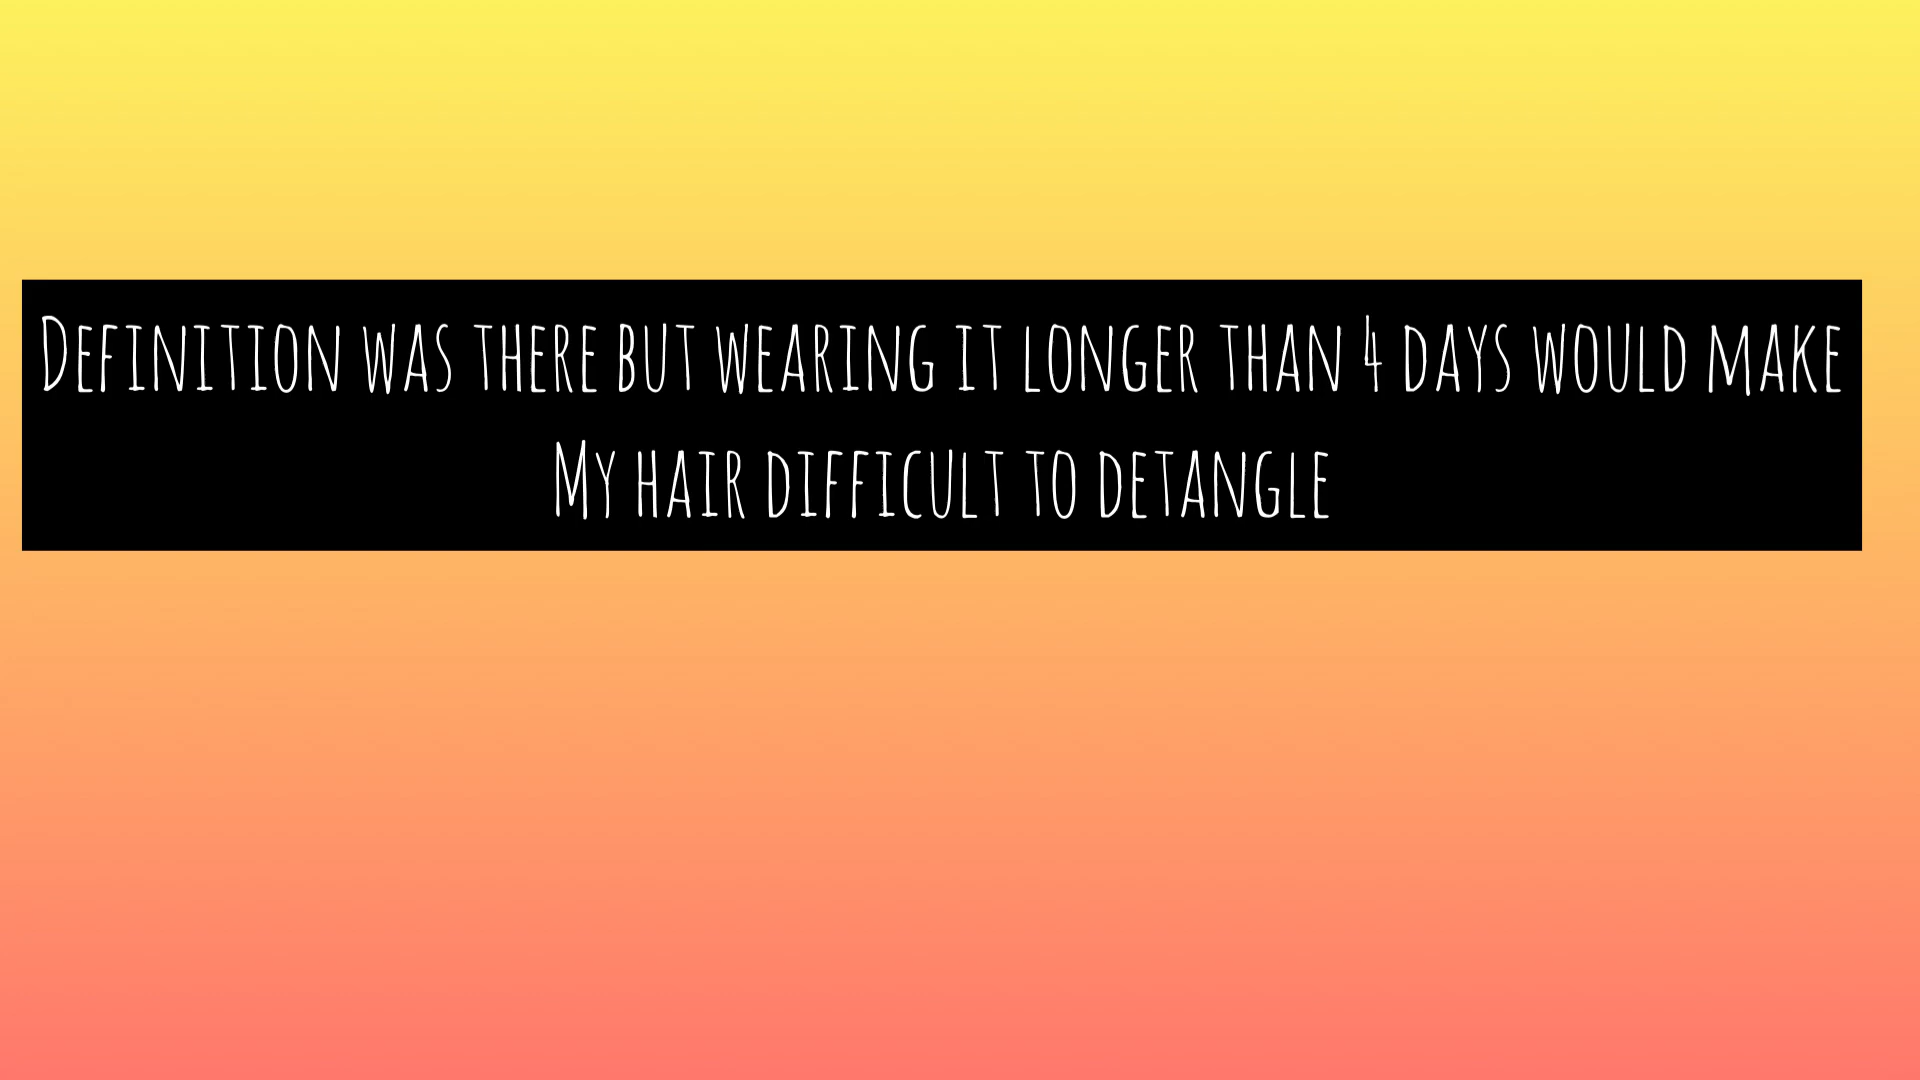 Definition was there but wearing it longer than 4 days would make
My hair difficult to detangle